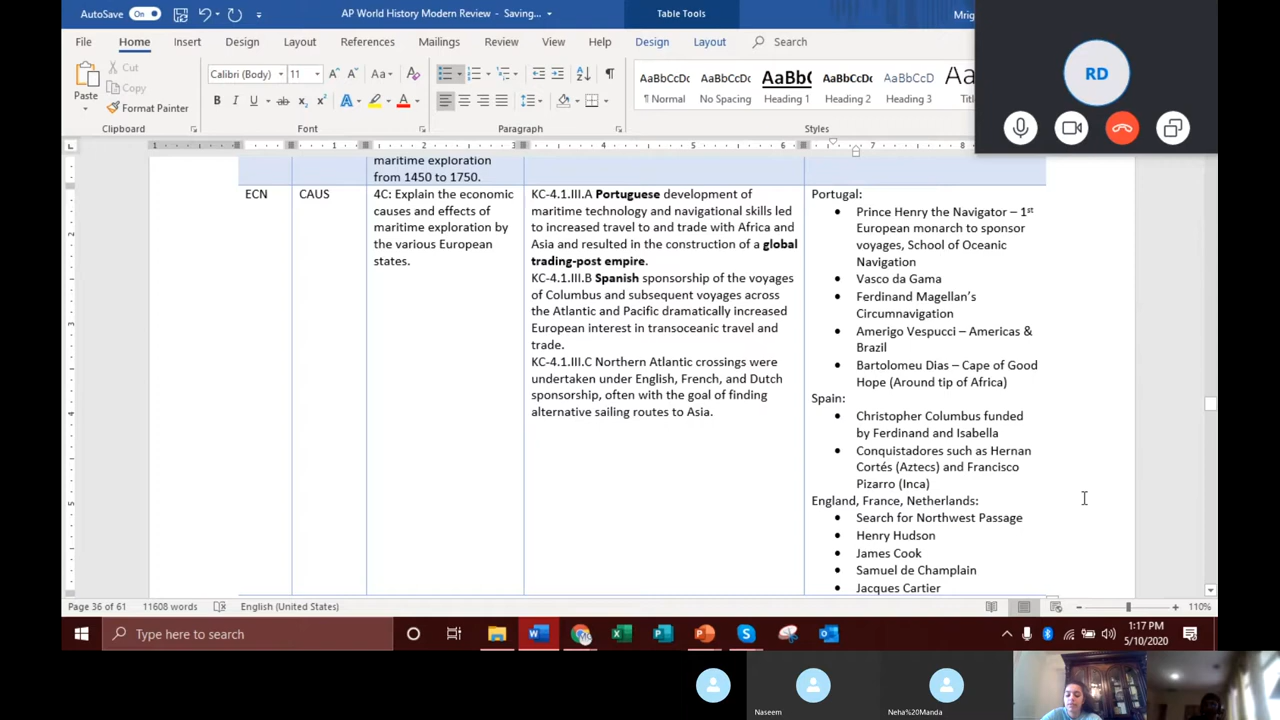 AutoSave On AP World History Modern Review - Saving... Table Tools Mrig
File Home Insert Design Layout References Mailings Review View Help Design Layout Search
RD
Paste Cut Copy Format Painter
Calibri (Body) 11
AaBbCcDc AaBbCcDc AaBbC AaBbCcDc AaBbCcD
¶ Normal No Spacing Heading 1 Heading 2 Heading 3
Clipboard Font Paragraph Styles
maritime exploration
from 1450 to 1750.
ECN
CAUS
4C: Explain the economic
causes and effects of
maritime exploration by
the various European
states.
KC-4.1.III.A Portuguese development of
maritime technology and navigational skills led
to increased travel to and trade with Africa and
Asia and resulted in the construction of a global
trading-post empire.
KC-4.1.III.B Spanish sponsorship of the voyages
of Columbus and subsequent voyages across
the Atlantic and Pacific dramatically increased
European interest in transoceanic travel and
trade.
KC-4.1.III.C Northern Atlantic crossings were
undertaken under English, French, and Dutch
sponsorship, often with the goal of finding
alternative sailing routes to Asia.
Portugal:
• Prince Henry the Navigator – 1st
European monarch to sponsor
voyages, School of Oceanic
Navigation
• Vasco da Gama
• Ferdinand Magellan's
Circumnavigation
• Amerigo Vespucci – Americas &
Brazil
• Bartolomeu Dias – Cape of Good
Hope (Around tip of Africa)
Spain:
• Christopher Columbus funded
by Ferdinand and Isabella
• Conquistadores such as Hernan
Cortés (Aztecs) and Francisco
Pizarro (Inca)
England, France, Netherlands:
• Search for Northwest Passage
• Henry Hudson
• James Cook
• Samuel de Champlain
• Jacques Cartier
Page 36 of 61 11608 words English (United States) 110%
Type here to search
1:17 PM
5/10/2020
Naseem
Neha%20Manda